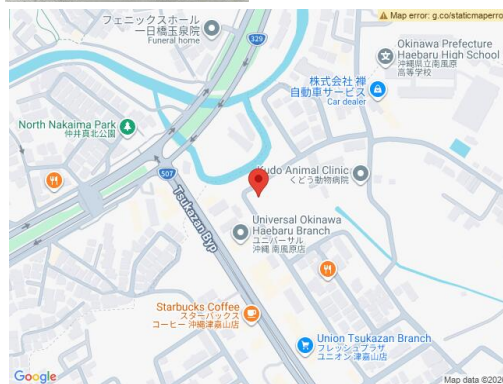 フェニックスホール
一日橋玉泉院
Funeral home
329
Map error: g.co/staticmaperro
Okinawa Prefecture
Haebaru High School
沖縄県立南風原
高等学校
株式会社 禅
自動車サービス
Car dealer
North Nakaima Park
仲井真北公園
507
Tsukazan Byp
Kudo Animal Clinic
くどう動物病院
Universal Okinawa
Haebaru Branch
ユニバーサル
沖縄 南風原店
Starbucks Coffee
スターバックス
コーヒー 沖縄津嘉山店
Union Tsukazan Branch
フレッシュプラザ
ユニオン 津嘉山店
Google
Map data ©2025